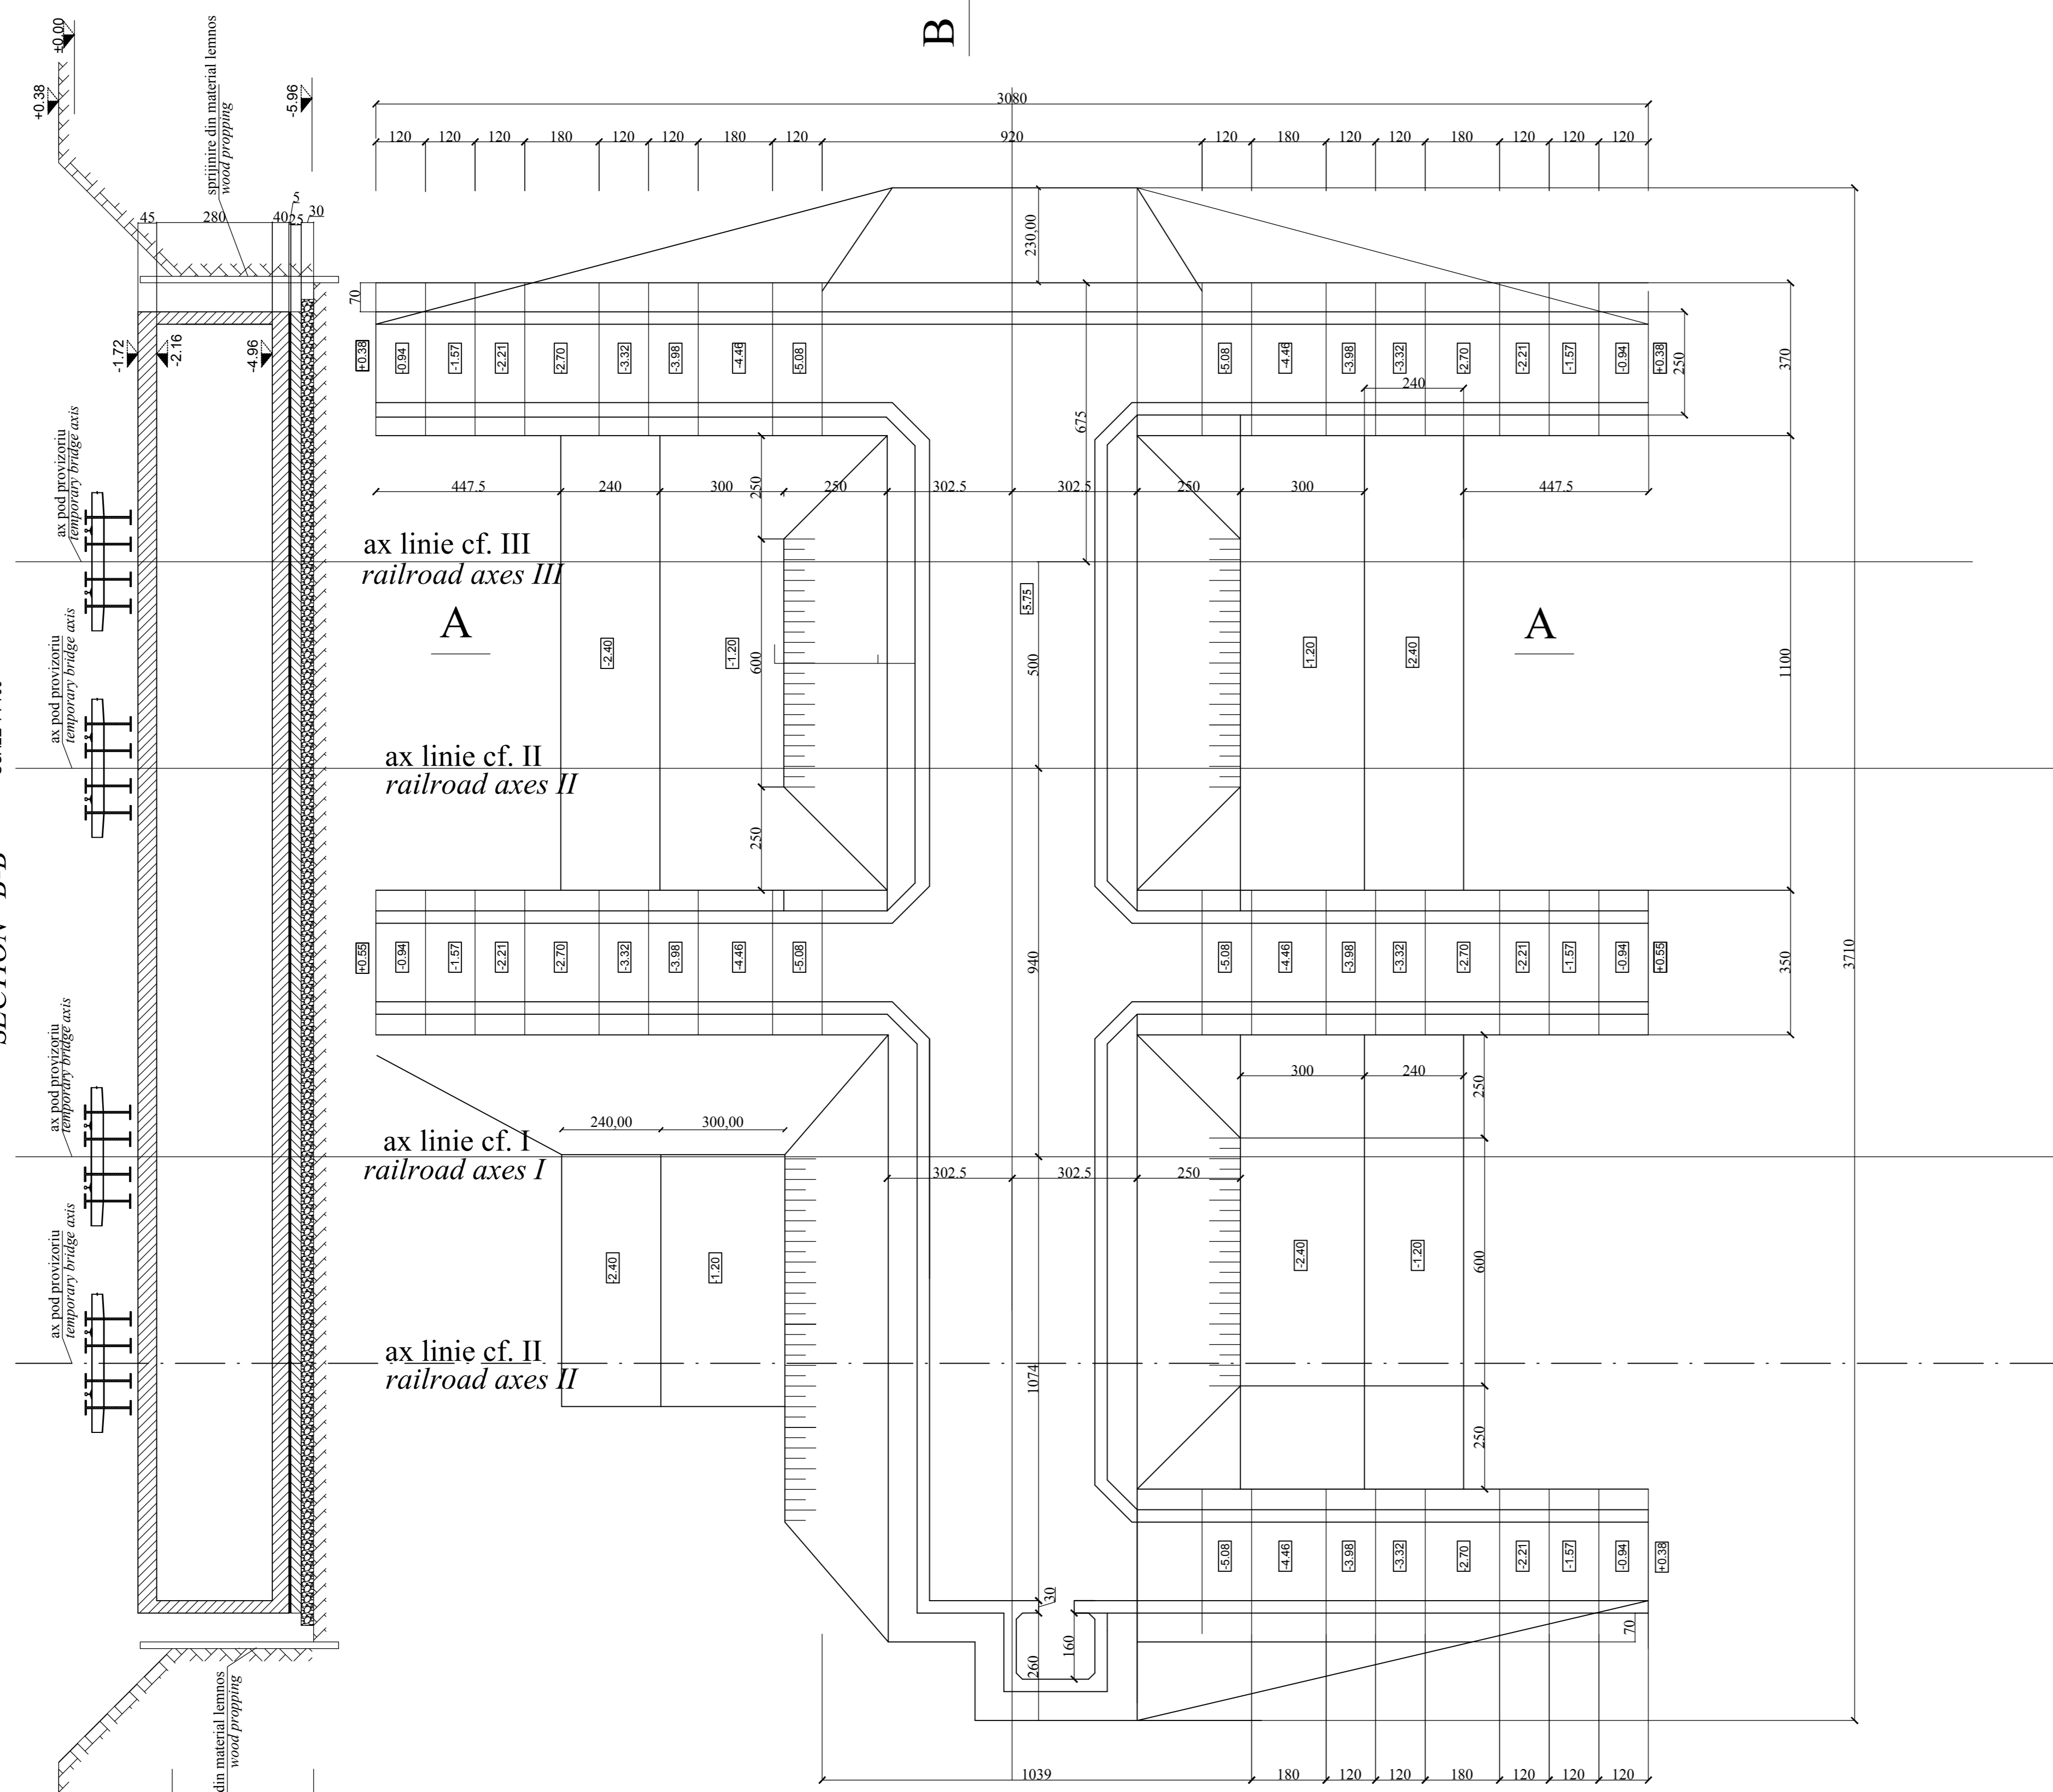 B
±0.00
+0.38
sprijinire din material lemnos
wood propping
-5.96
3080
120 120 120 180 120 120 180 120 920 120 180 120 120 180 120 120 120
45 280 40 5 25 30
230,00
70
-1.72
-2.16
-4.96
+0.38 -0.94 -1.57 -2.21 -2.70 -3.32 -3.98 -4.46 -5.08 -5.08 -4.46 -3.98 -3.32 -2.70 -2.21 -1.57 -0.94 +0.38
250
370
240
675
ax pod provizoriu
temporary bridge axis
447.5 240 300 250 250 302.5 302.5 250 300 447.5
ax linie cf. III
railroad axes III
-5.75
A
A
-2.40 -1.20 600 500 -1.20 -2.40 1100
ax pod provizoriu
temporary bridge axis
ax linie cf. II
railroad axes II
250
SECTION B-B
+0.55 -0.94 -1.57 -2.21 -2.70 -3.32 -3.98 -4.46 -5.08 940 -5.08 -4.46 -3.98 -3.32 -2.70 -2.21 -1.57 -0.94 +0.55 350 3710
ax pod provizoriu
temporary bridge axis
300 240 250
240,00 300,00
ax linie cf. I
railroad axes I
302.5 302.5 250
-2.40 -1.20 -2.40 -1.20 600
ax pod provizoriu
temporary bridge axis
ax linie cf. II
railroad axes II
1074
250
-5.08 -4.46 -3.98 -3.32 -2.70 -2.21 -1.57 -0.94 +0.38
30
70
260 160
din material lemnos
wood propping
1039 180 120 120 180 120 120 120